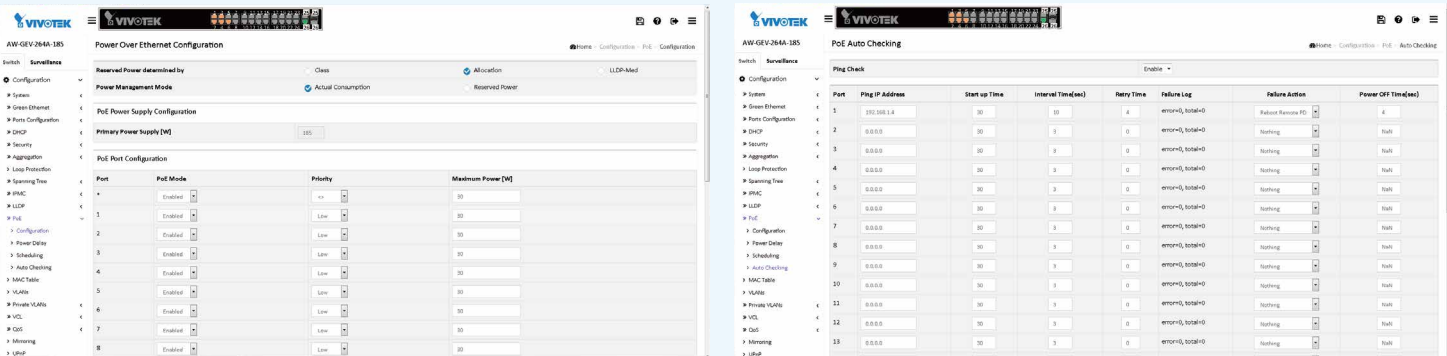 VIVOTEK
VIVOTEK
AW-GEV-264A-185
Power Over Ethernet Configuration
Home - Configuration - PoE - Configuration
Switch Surveillance
Configuration
System
Green Ethernet
Ports Configuration
DHCP
Security
Aggregation
Loop Protection
Spanning Tree
IPMC
LLDP
PoE
Configuration
Power Delay
Scheduling
Auto Checking
MAC Table
VLANs
Private VLANs
VCL
QoS
Mirroring
UPnP
Reserved Power determined by Class Allocation LLDP-Med
Power Management Mode Actual Consumption Reserved Power
PoE Power Supply Configuration
Primary Power Supply [W] 185
PoE Port Configuration
Port PoE Mode Priority Maximum Power [W]
* Enabled <> 30
1 Enabled Low 30
2 Enabled Low 30
3 Enabled Low 30
4 Enabled Low 30
5 Enabled Low 30
6 Enabled Low 30
7 Enabled Low 30
8 Enabled Low 30
VIVOTEK
VIVOTEK
AW-GEV-264A-185
PoE Auto Checking
Home - Configuration - PoE - Auto Checking
Switch Surveillance
Configuration
System
Green Ethernet
Ports Configuration
DHCP
Security
Aggregation
Loop Protection
Spanning Tree
IPMC
LLDP
PoE
Configuration
Power Delay
Scheduling
Auto Checking
MAC Table
VLANs
Private VLANs
VCL
QoS
Mirroring
UPnP
Ping Check Enable
Port Ping IP Address Start up Time Interval Time(sec) Retry Time Failure Log Failure Action Power OFF Time(sec)
1 192.168.1.4 30 10 4 error=0, total=0 Reboot Remote PD 4
2 0.0.0.0 30 3 0 error=0, total=0 Nothing NaN
3 0.0.0.0 30 3 0 error=0, total=0 Nothing NaN
4 0.0.0.0 30 3 0 error=0, total=0 Nothing NaN
5 0.0.0.0 30 3 0 error=0, total=0 Nothing NaN
6 0.0.0.0 30 3 0 error=0, total=0 Nothing NaN
7 0.0.0.0 30 3 0 error=0, total=0 Nothing NaN
8 0.0.0.0 30 3 0 error=0, total=0 Nothing NaN
9 0.0.0.0 30 3 0 error=0, total=0 Nothing NaN
10 0.0.0.0 30 3 0 error=0, total=0 Nothing NaN
11 0.0.0.0 30 3 0 error=0, total=0 Nothing NaN
12 0.0.0.0 30 3 0 error=0, total=0 Nothing NaN
13 0.0.0.0 30 3 0 error=0, total=0 Nothing NaN